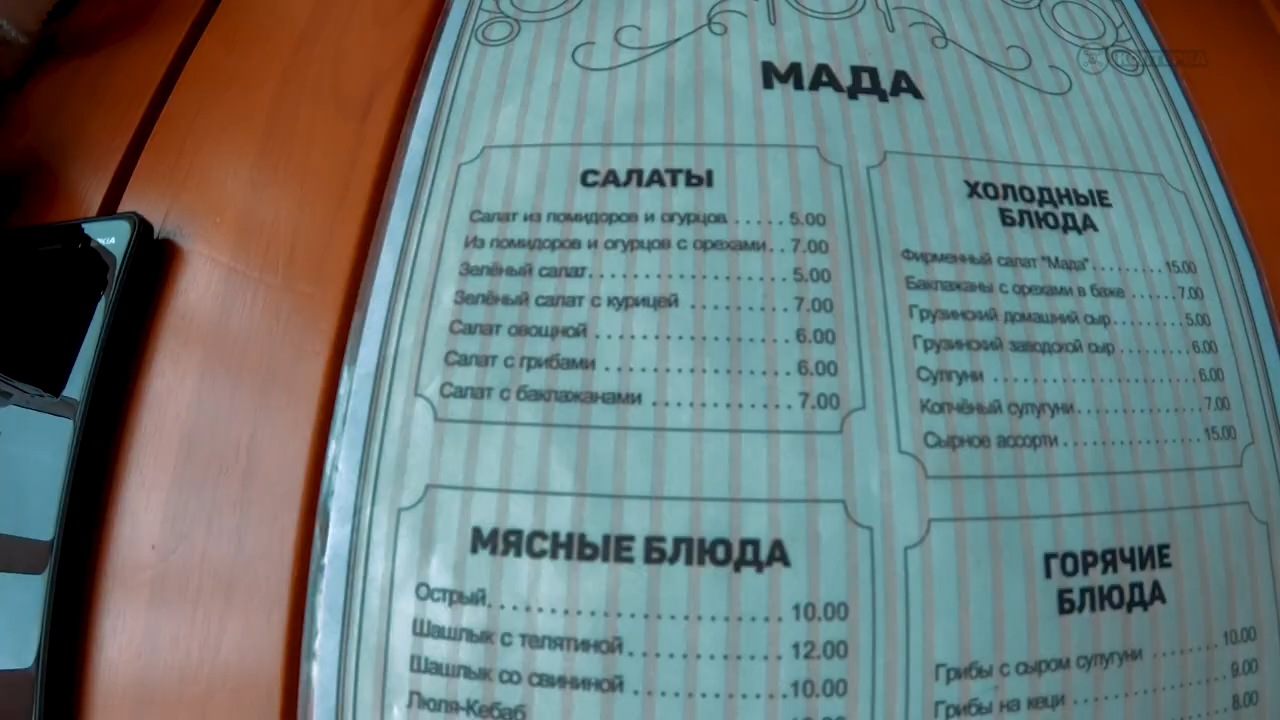 МАДА
САЛАТЫ
Салат из помидоров и огурцов ..... 5.00
Из помидоров и огурцов с орехами.. 7.00
Зелёный салат.................... 5.00
Зелёный салат с курицей .......... 7.00
Салат овощной ................... 6.00
Салат с грибами .................. 6.00
Салат с баклажанами ............. 7.00
ХОЛОДНЫЕ
БЛЮДА
Фирменный салат "Мада"......... 15.00
Баклажаны с орехами в баже ...... 7.00
Грузинский домашний сыр........ 5.00
Грузинский заводской сыр ........ 6.00
Сулгуни ........................ 6.00
Копчёный сулугуни............... 7.00
Сырное ассорти ................ 15.00
МЯСНЫЕ БЛЮДА
Острый......................... 10.00
Шашлык с телятиной ............ 12.00
Шашлык со свининой ............ 10.00
Люля-Кебаб
ГОРЯЧИЕ
БЛЮДА
Грибы с сыром сулугуни ........ 10.00
Грибы на кеци ................. 9.00
8.00